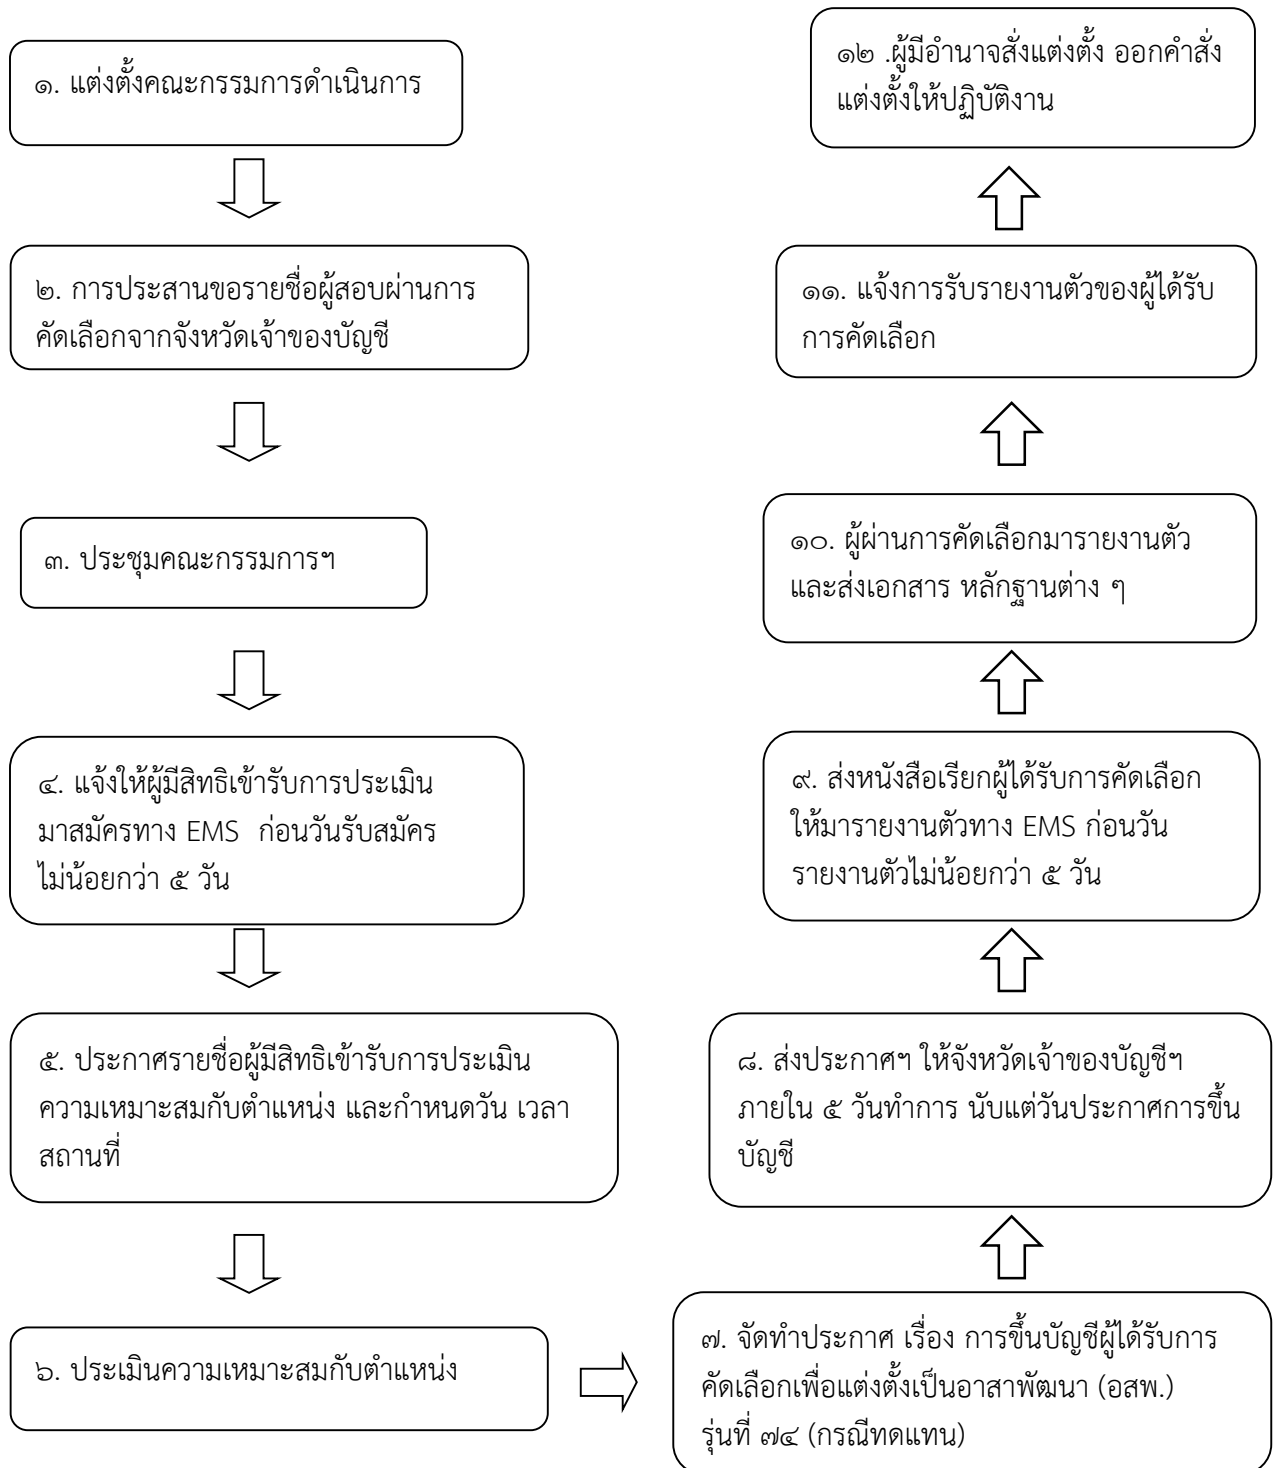 ๑. แต่งตั้งคณะกรรมการดำเนินการ
๒. การประสานขอรายชื่อผู้สอบผ่านการ
คัดเลือกจากจังหวัดเจ้าของบัญชี
๓. ประชุมคณะกรรมการฯ
๔. แจ้งให้ผู้มีสิทธิเข้ารับการประเมิน
มาสมัครทาง EMS ก่อนวันรับสมัคร
ไม่น้อยกว่า ๕ วัน
๕. ประกาศรายชื่อผู้มีสิทธิเข้ารับการประเมิน
ความเหมาะสมกับตำแหน่ง และกำหนดวัน เวลา
สถานที่
๖. ประเมินความเหมาะสมกับตำแหน่ง
๗. จัดทำประกาศ เรื่อง การขึ้นบัญชีผู้ได้รับการ
คัดเลือกเพื่อแต่งตั้งเป็นอาสาพัฒนา (อสพ.)
รุ่นที่ ๗๔ (กรณีทดแทน)
๘. ส่งประกาศฯ ให้จังหวัดเจ้าของบัญชีฯ
ภายใน ๕ วันทำการ นับแต่วันประกาศการขึ้น
บัญชี
๙. ส่งหนังสือเรียกผู้ได้รับการคัดเลือก
ให้มารายงานตัวทาง EMS ก่อนวัน
รายงานตัวไม่น้อยกว่า ๕ วัน
๑๐. ผู้ผ่านการคัดเลือกมารายงานตัว
และส่งเอกสาร หลักฐานต่าง ๆ
๑๑. แจ้งการรับรายงานตัวของผู้ได้รับ
การคัดเลือก
๑๒ .ผู้มีอำนาจสั่งแต่งตั้ง ออกคำสั่ง
แต่งตั้งให้ปฏิบัติงาน